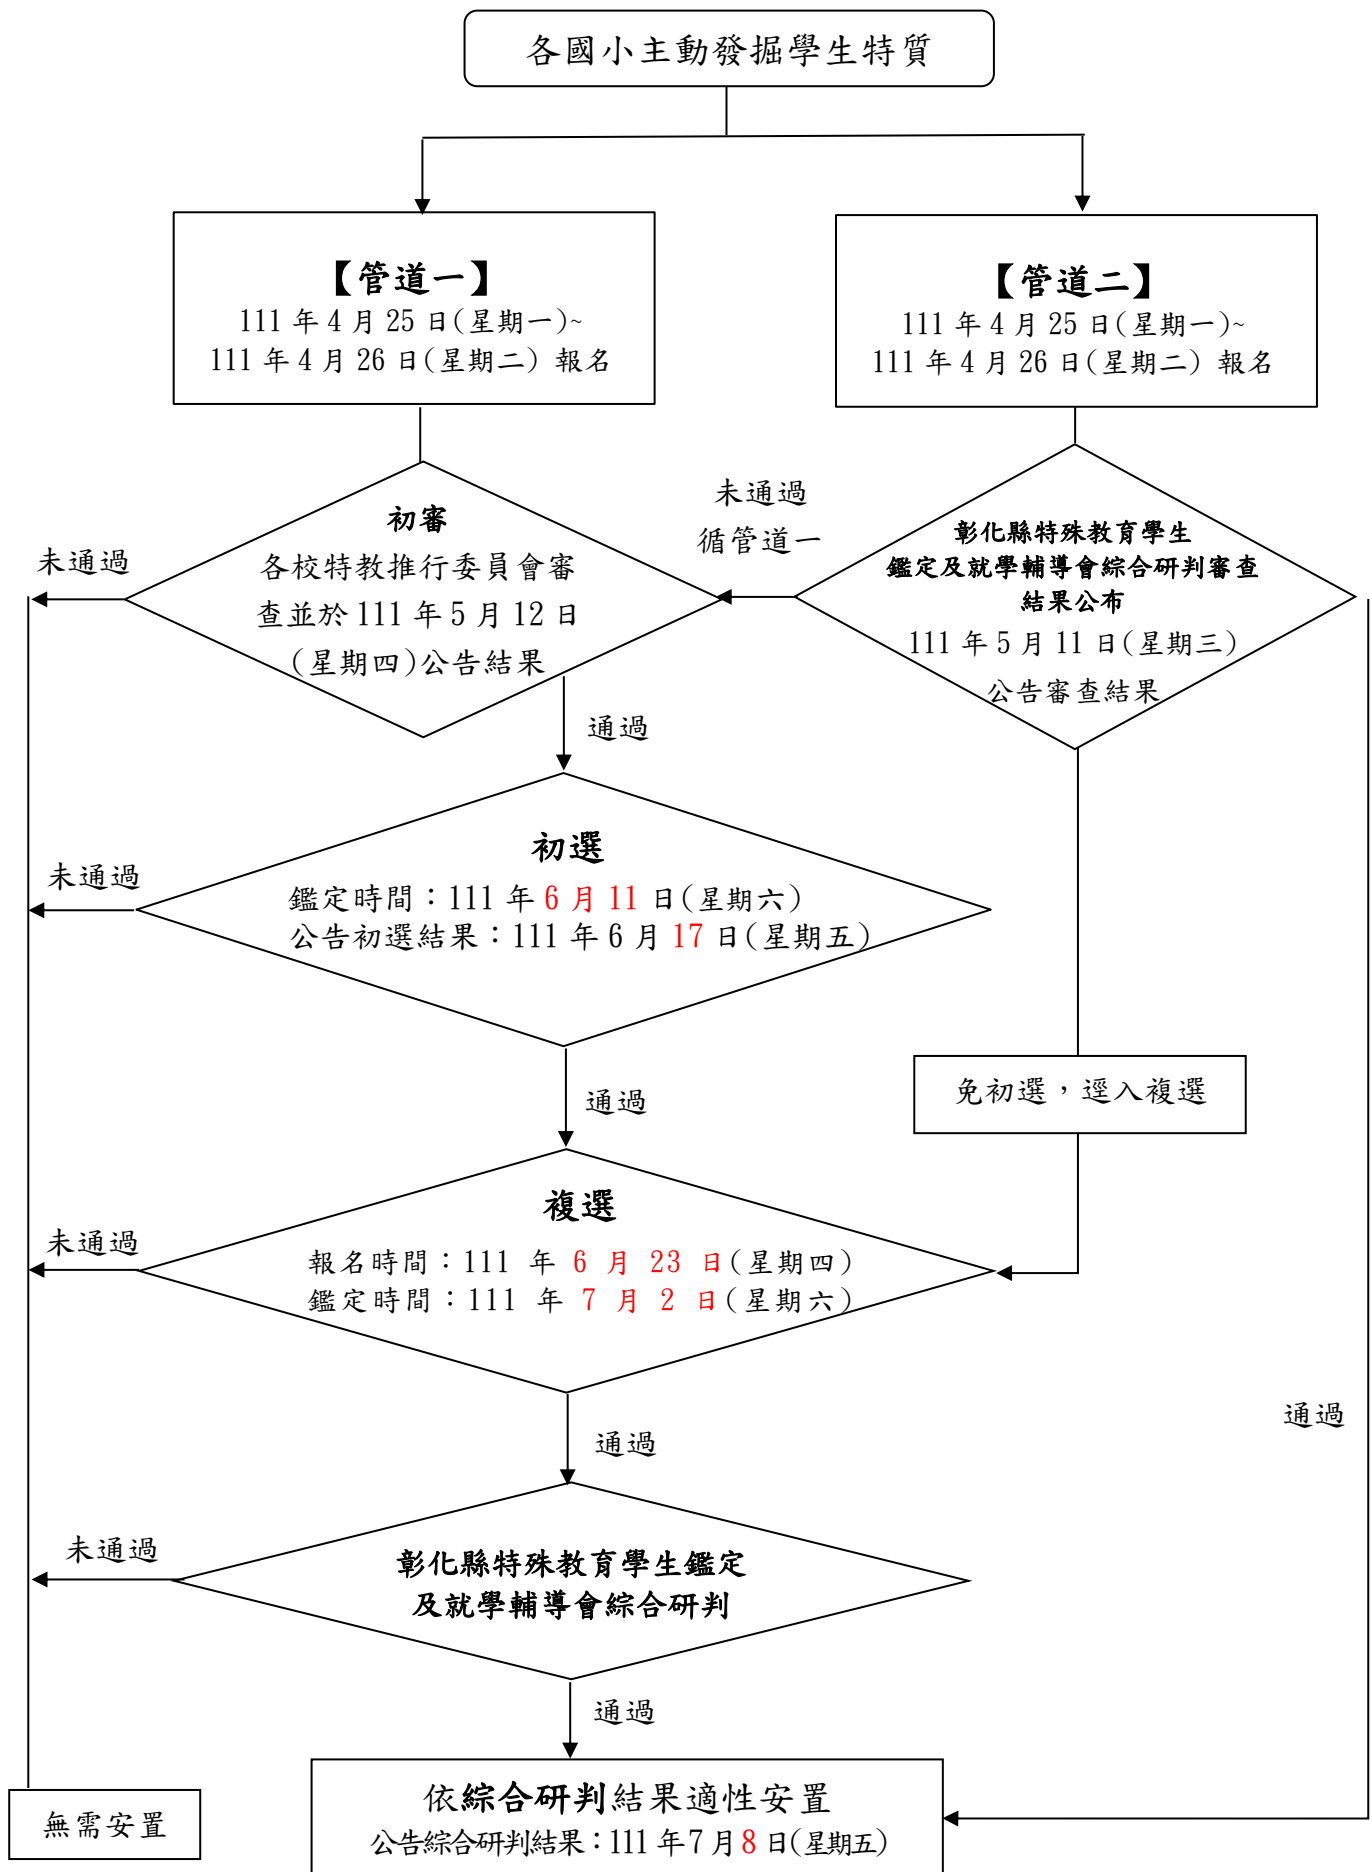 各國小主動發掘學生特質
【管道一】
111 年 4 月 25 日(星期一)~
111 年 4 月 26 日(星期二) 報名
【管道二】
111 年 4 月 25 日(星期一)~
111 年 4 月 26 日(星期二) 報名
未通過
循管道一
初審
各校特教推行委員會審
查並於 111 年 5 月 12 日
(星期四)公告結果
未通過
彰化縣特殊教育學生
鑑定及就學輔導會綜合研判審查
結果公布
111 年 5 月 11 日(星期三)
公告審查結果
通過
初選
鑑定時間：111 年 6 月 11 日(星期六)
公告初選結果：111 年 6 月 17 日(星期五)
未通過
通過
免初選，逕入複選
複選
報名時間：111 年 6 月 23 日(星期四)
鑑定時間：111 年 7 月 2 日(星期六)
未通過
通過
通過
彰化縣特殊教育學生鑑定
及就學輔導會綜合研判
未通過
通過
依綜合研判結果適性安置
公告綜合研判結果：111 年 7 月 8 日(星期五)
無需安置